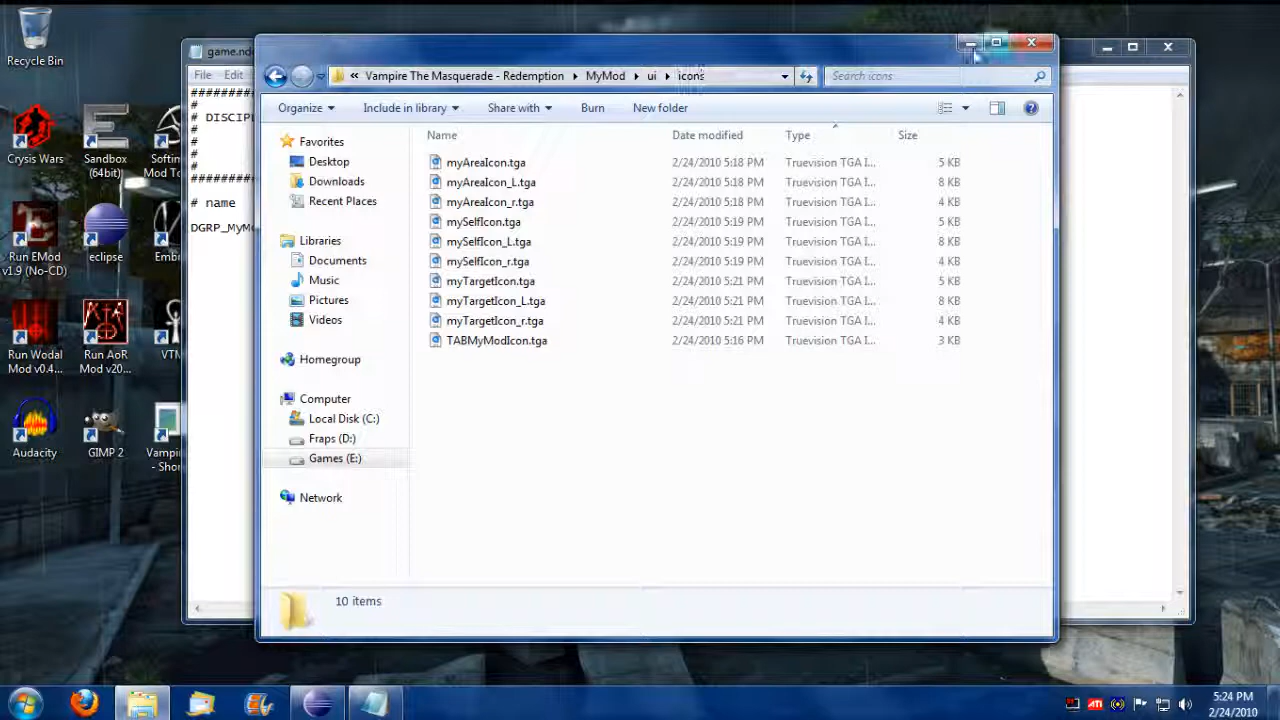 Recycle Bin
Crysis Wars
Sandbox
(64bit)
Softim
Mod To
Run EMod
v1.9 (No-CD)
eclipse
Embr
Run Wodal
Mod v0.4...
Run AoR
Mod v20...
VTM
Audacity
GIMP 2
Vampir
- Shor
game.nd
File Edit
#
# DISCIPL
#
#
#
# name
DGRP_MyMo
« Vampire The Masquerade - Redemption MyMod ui icons
Search icons
Organize Include in library Share with Burn New folder
Name Date modified Type Size
Favorites
Desktop
Downloads
Recent Places
Libraries
Documents
Music
Pictures
Videos
Homegroup
Computer
Local Disk (C:)
Fraps (D:)
Games (E:)
Network
myAreaIcon.tga 2/24/2010 5:18 PM Truevision TGA I... 5 KB
myAreaIcon_L.tga 2/24/2010 5:18 PM Truevision TGA I... 8 KB
myAreaIcon_r.tga 2/24/2010 5:18 PM Truevision TGA I... 4 KB
mySelfIcon.tga 2/24/2010 5:19 PM Truevision TGA I... 5 KB
mySelfIcon_L.tga 2/24/2010 5:19 PM Truevision TGA I... 8 KB
mySelfIcon_r.tga 2/24/2010 5:19 PM Truevision TGA I... 4 KB
myTargetIcon.tga 2/24/2010 5:21 PM Truevision TGA I... 5 KB
myTargetIcon_L.tga 2/24/2010 5:21 PM Truevision TGA I... 8 KB
myTargetIcon_r.tga 2/24/2010 5:21 PM Truevision TGA I... 4 KB
TABMyModIcon.tga 2/24/2010 5:16 PM Truevision TGA I... 3 KB
10 items
ATI
5:24 PM
2/24/2010